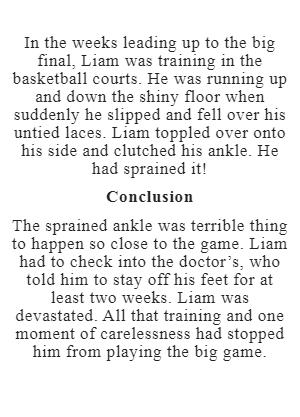 In the weeks leading up to the big
final, Liam was training in the
basketball courts. He was running up
and down the shiny floor when
suddenly he slipped and fell over his
untied laces. Liam toppled over onto
his side and clutched his ankle. He
had sprained it!
Conclusion
The sprained ankle was terrible thing
to happen so close to the game. Liam
had to check into the doctor’s, who
told him to stay off his feet for at
least two weeks. Liam was
devastated. All that training and one
moment of carelessness had stopped
him from playing the big game.